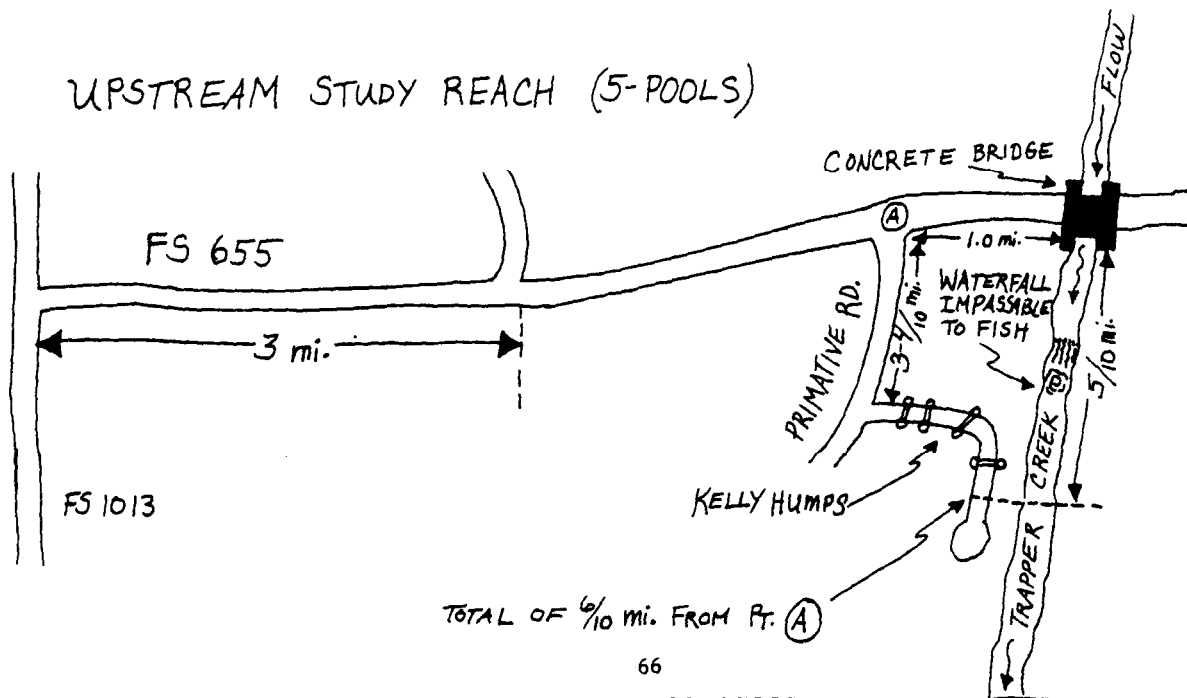 UPSTREAM STUDY REACH (5-POOLS)
FLOW
CONCRETE BRIDGE
A
1.0 mi.
FS 655
WATERFALL
IMPASSABLE
TO FISH
3-4/10 mi.
5/10 mi.
3 mi.
PRIMATIVE RD.
TRAPPER CREEK
KELLY HUMPS
FS 1013
TOTAL OF 6/10 mi. FROM PT. A
66